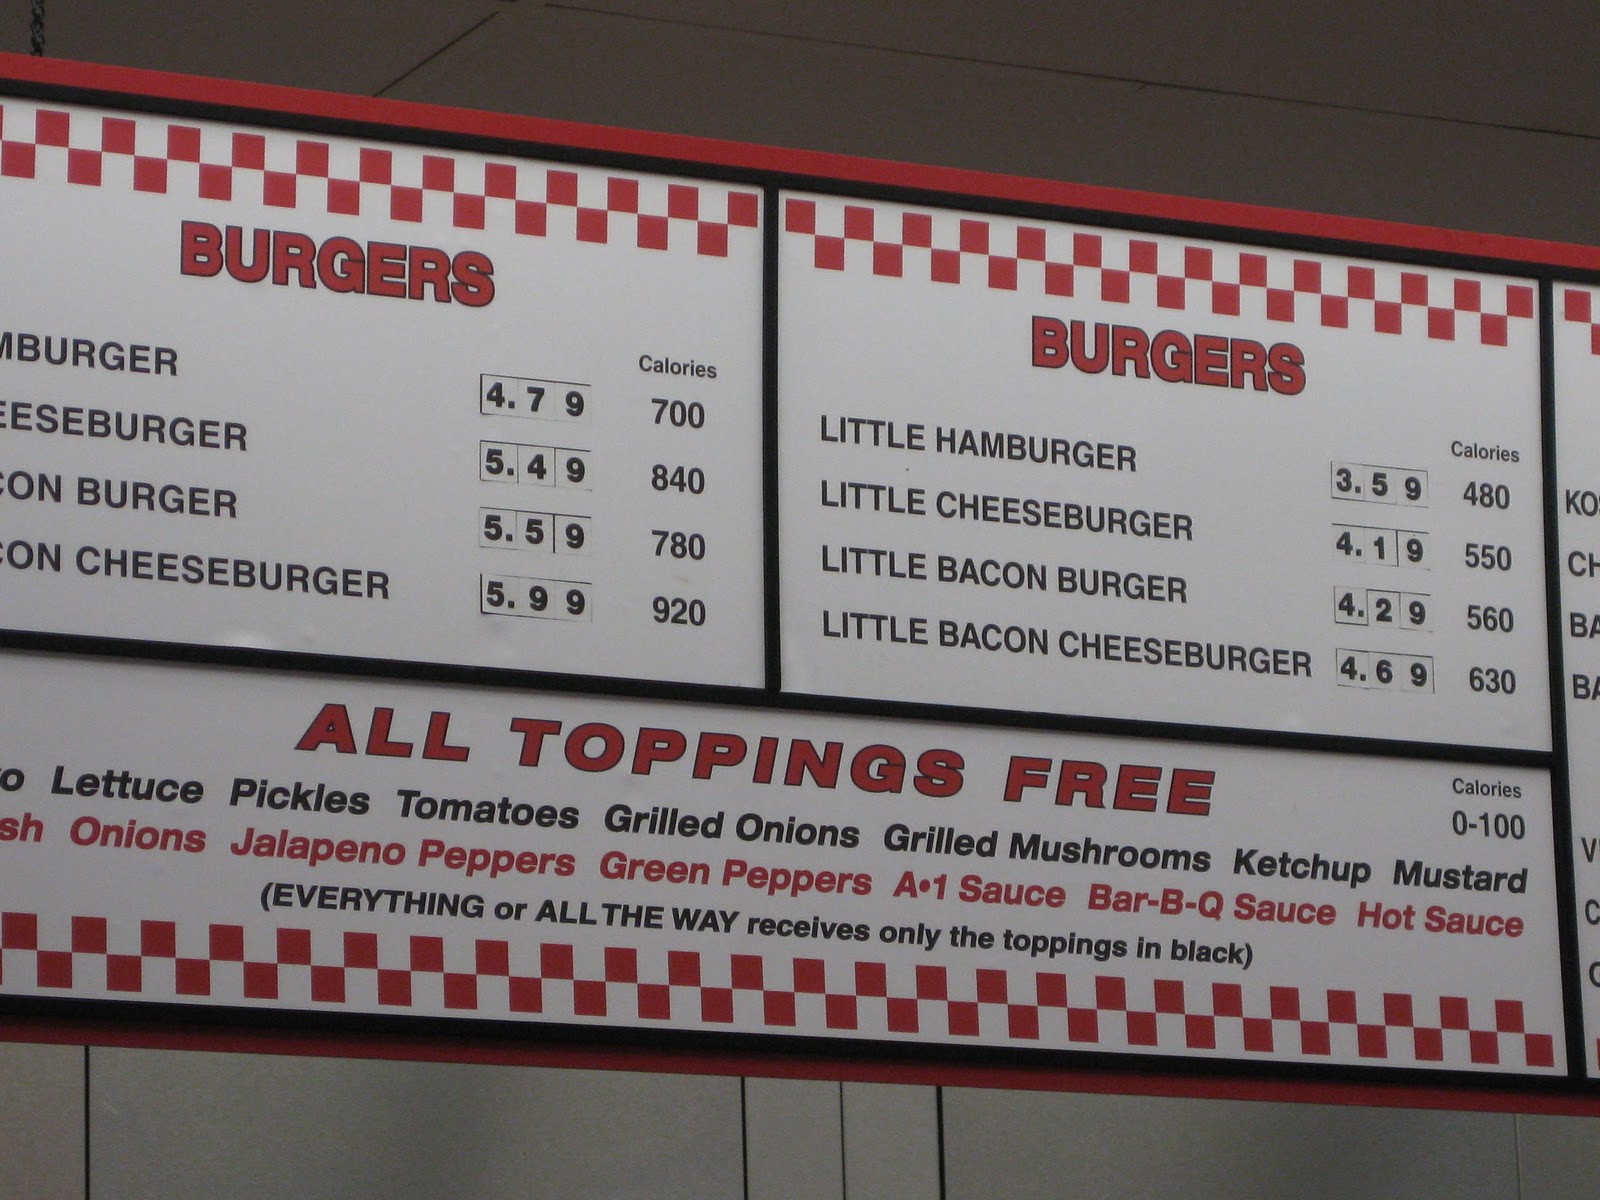 BURGERS
Calories
MBURGER 4.79 700
EESEBURGER 5.49 840
CON BURGER 5.59 780
CON CHEESEBURGER 5.99 920
BURGERS
Calories
LITTLE HAMBURGER 3.59 480
LITTLE CHEESEBURGER 4.19 550
LITTLE BACON BURGER 4.29 560
LITTLE BACON CHEESEBURGER 4.69 630
KOS
CH
BA
BA
ALL TOPPINGS FREE
Calories
0-100
o Lettuce Pickles Tomatoes Grilled Onions Grilled Mushrooms Ketchup Mustard
sh Onions Jalapeno Peppers Green Peppers A•1 Sauce Bar-B-Q Sauce Hot Sauce
(EVERYTHING or ALL THE WAY receives only the toppings in black)